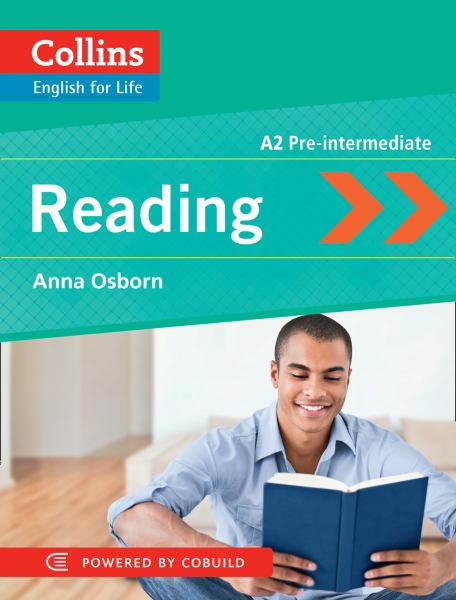 Collins
English for Life
A2 Pre-intermediate
Reading
Anna Osborn
POWERED BY COBUILD